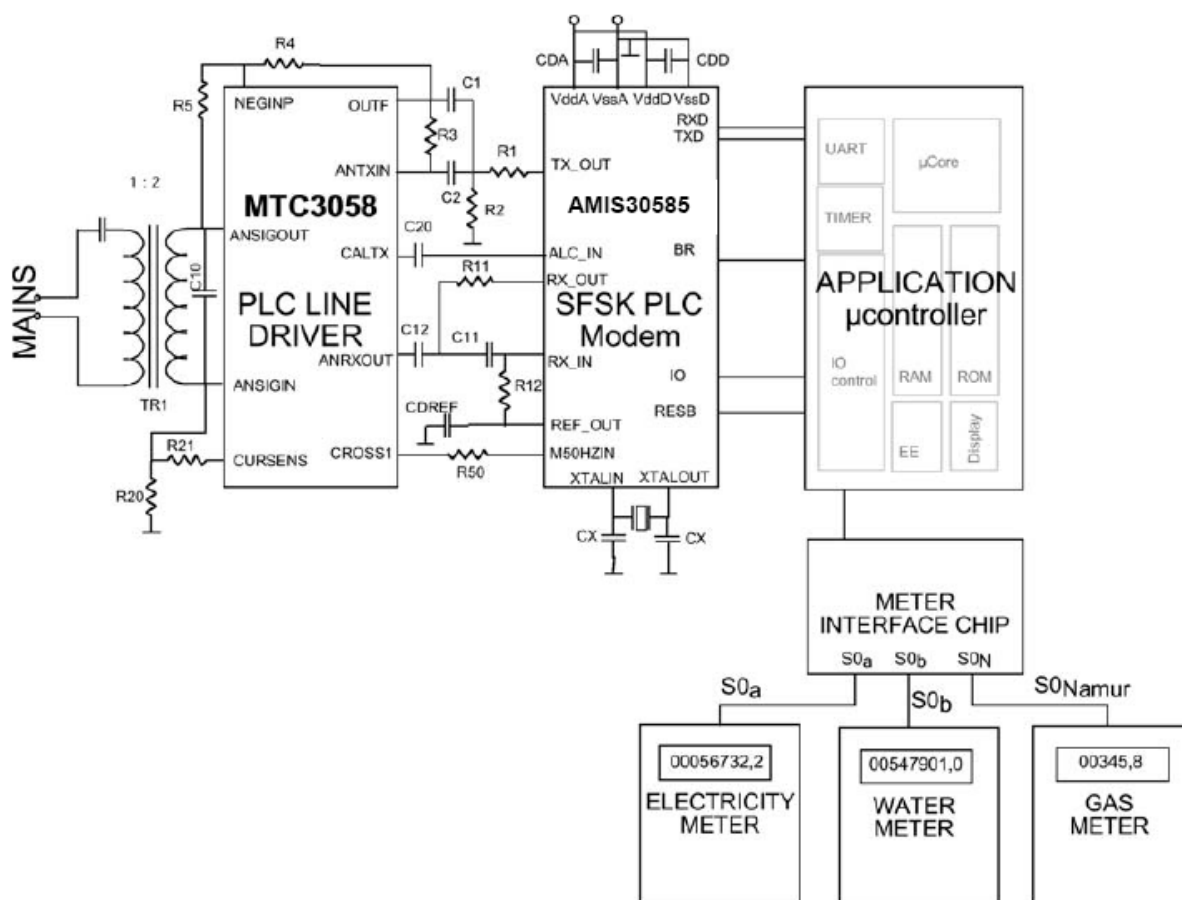 R4
CDA
CDD
C1
R5
NEGINP
OUTF
VddA VssA VddD VssD
RXD
TXD
R3
UART
µCore
R1
ANTXIN
TX_OUT
1 : 2
C2
R2
MTC3058
AMIS30585
TIMER
ANSIGOUT
C20
CALTX
ALC_IN
BR
C10
R11
RX_OUT
APPLICATION
µcontroller
MAINS
PLC LINE
DRIVER
SFSK PLC
Modem
C12
C11
ANRXOUT
RX_IN
IO
control
RAM
ROM
ANSIGIN
R12
IO
TR1
CDREF
REF_OUT
RESB
R21
CURSENS
CROSS1
R50
M50HZIN
EE
Display
R20
XTALIN
XTALOUT
CX
CX
METER
INTERFACE CHIP
S0a
S0b
S0N
S0a
S0b
S0Namur
00056732,2
00547901,0
00345,8
ELECTRICITY
METER
WATER
METER
GAS
METER